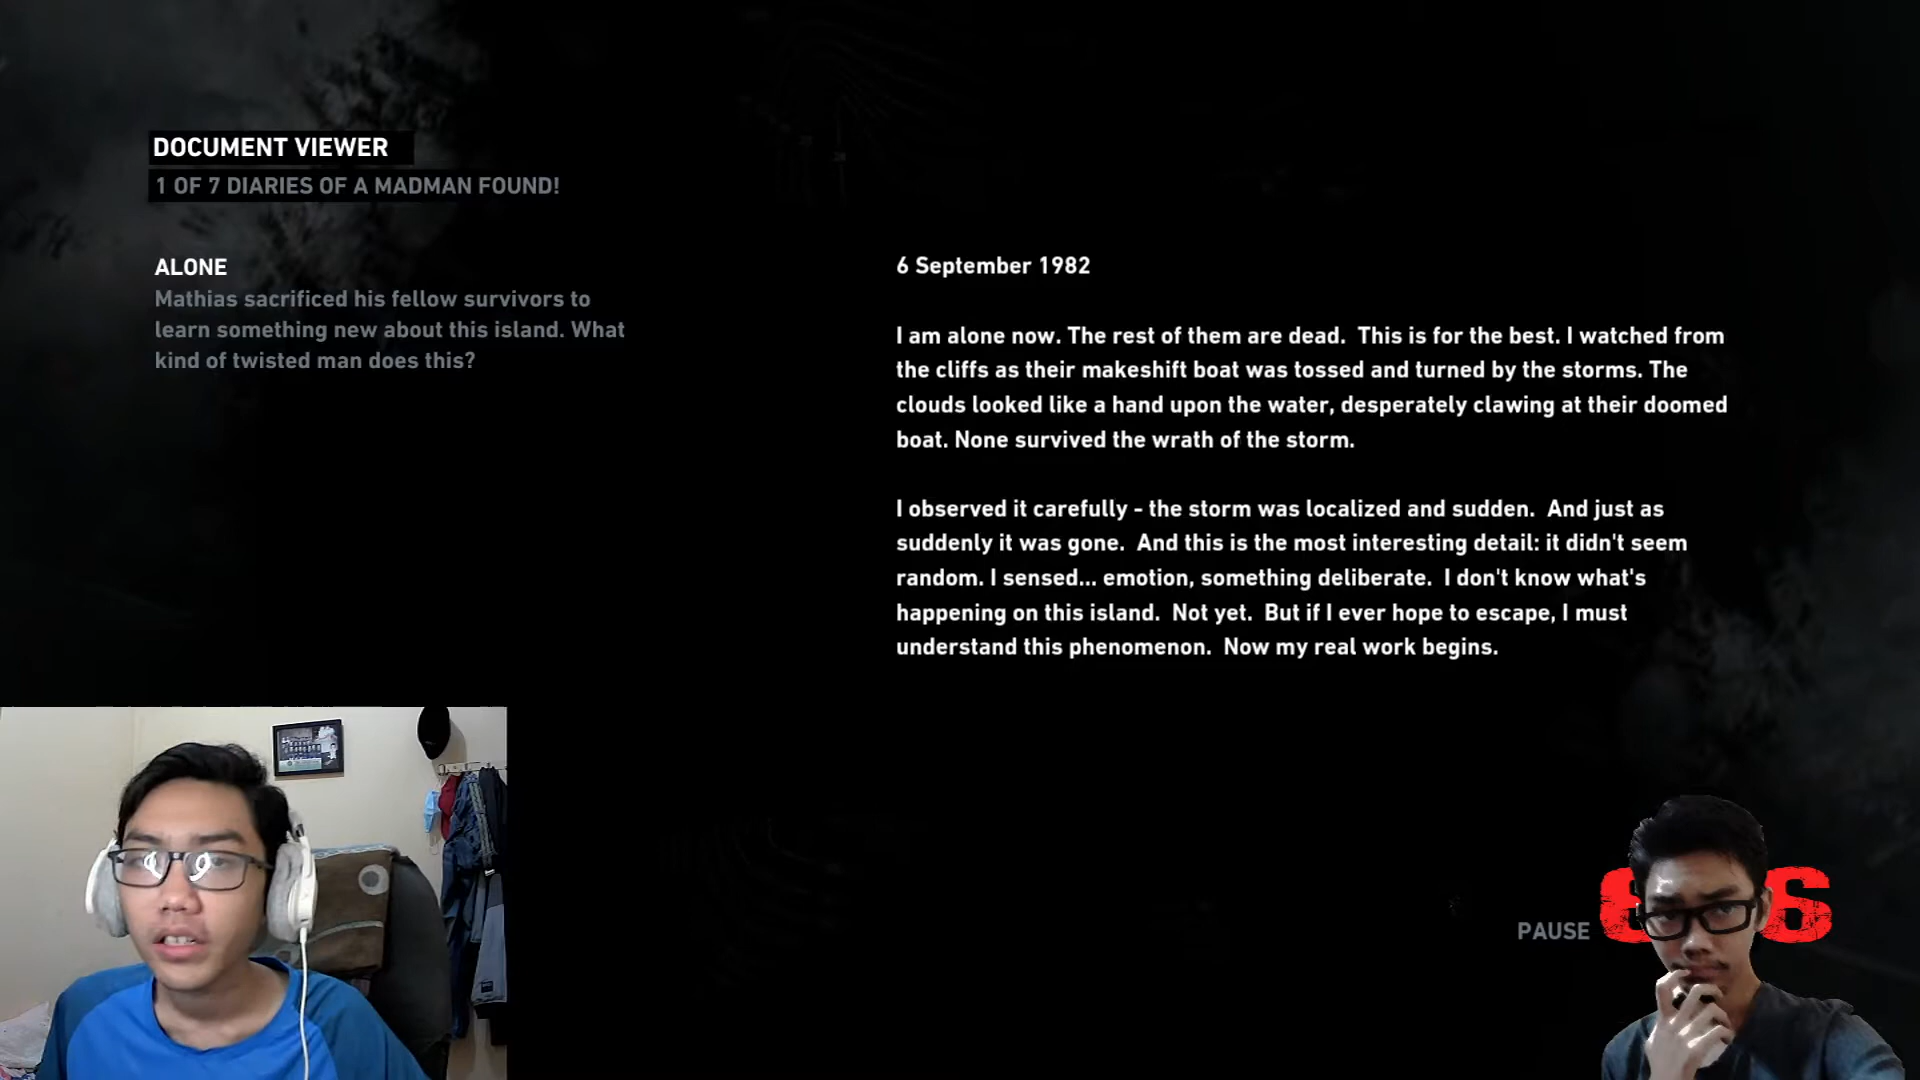 DOCUMENT VIEWER
1 OF 7 DIARIES OF A MADMAN FOUND!
ALONE
Mathias sacrificed his fellow survivors to
learn something new about this island. What
kind of twisted man does this?
6 September 1982
I am alone now. The rest of them are dead.  This is for the best. I watched from
the cliffs as their makeshift boat was tossed and turned by the storms. The
clouds looked like a hand upon the water, desperately clawing at their doomed
boat. None survived the wrath of the storm.
I observed it carefully - the storm was localized and sudden.  And just as
suddenly it was gone.  And this is the most interesting detail: it didn't seem
random. I sensed... emotion, something deliberate.  I don't know what's
happening on this island.  Not yet.  But if I ever hope to escape, I must
understand this phenomenon.  Now my real work begins.
PAUSE